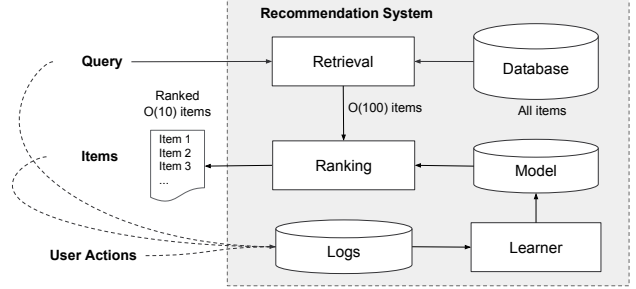 Recommendation System
Query
Retrieval
Database
All items
O(100) items
Ranked
O(10) items
Item 1
Item 2
Item 3
...
Items
Ranking
Model
User Actions
Logs
Learner